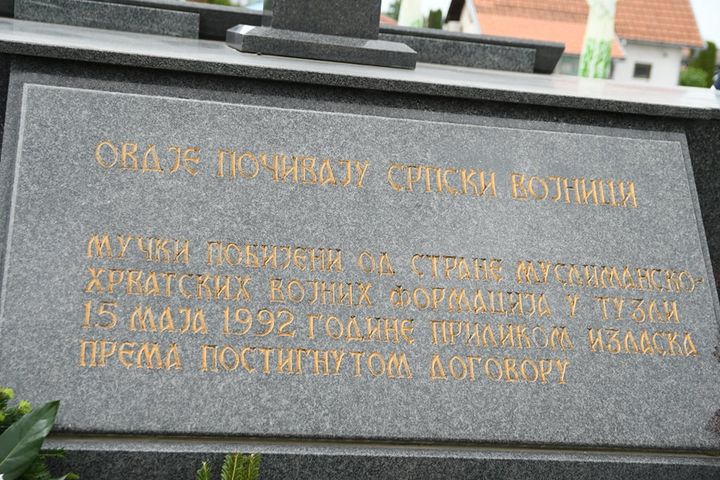 ОВДЈЕ ПОЧИВАЈУ СРПСКИ ВОЈНИЦИ
МУЧКИ ПОБИЈЕНИ ОД СТРАНЕ МУСЛИМАНСКО-
ХРВАТСКИХ ВОЈНИХ ФОРМАЦИЈА У ТУЗЛИ
15 МАЈА 1992 ГОДИНЕ ПРИЛИКОМ ИЗЛАСКА
ПРЕМА ПОСТИГНУТОМ ДОГОВОРУ